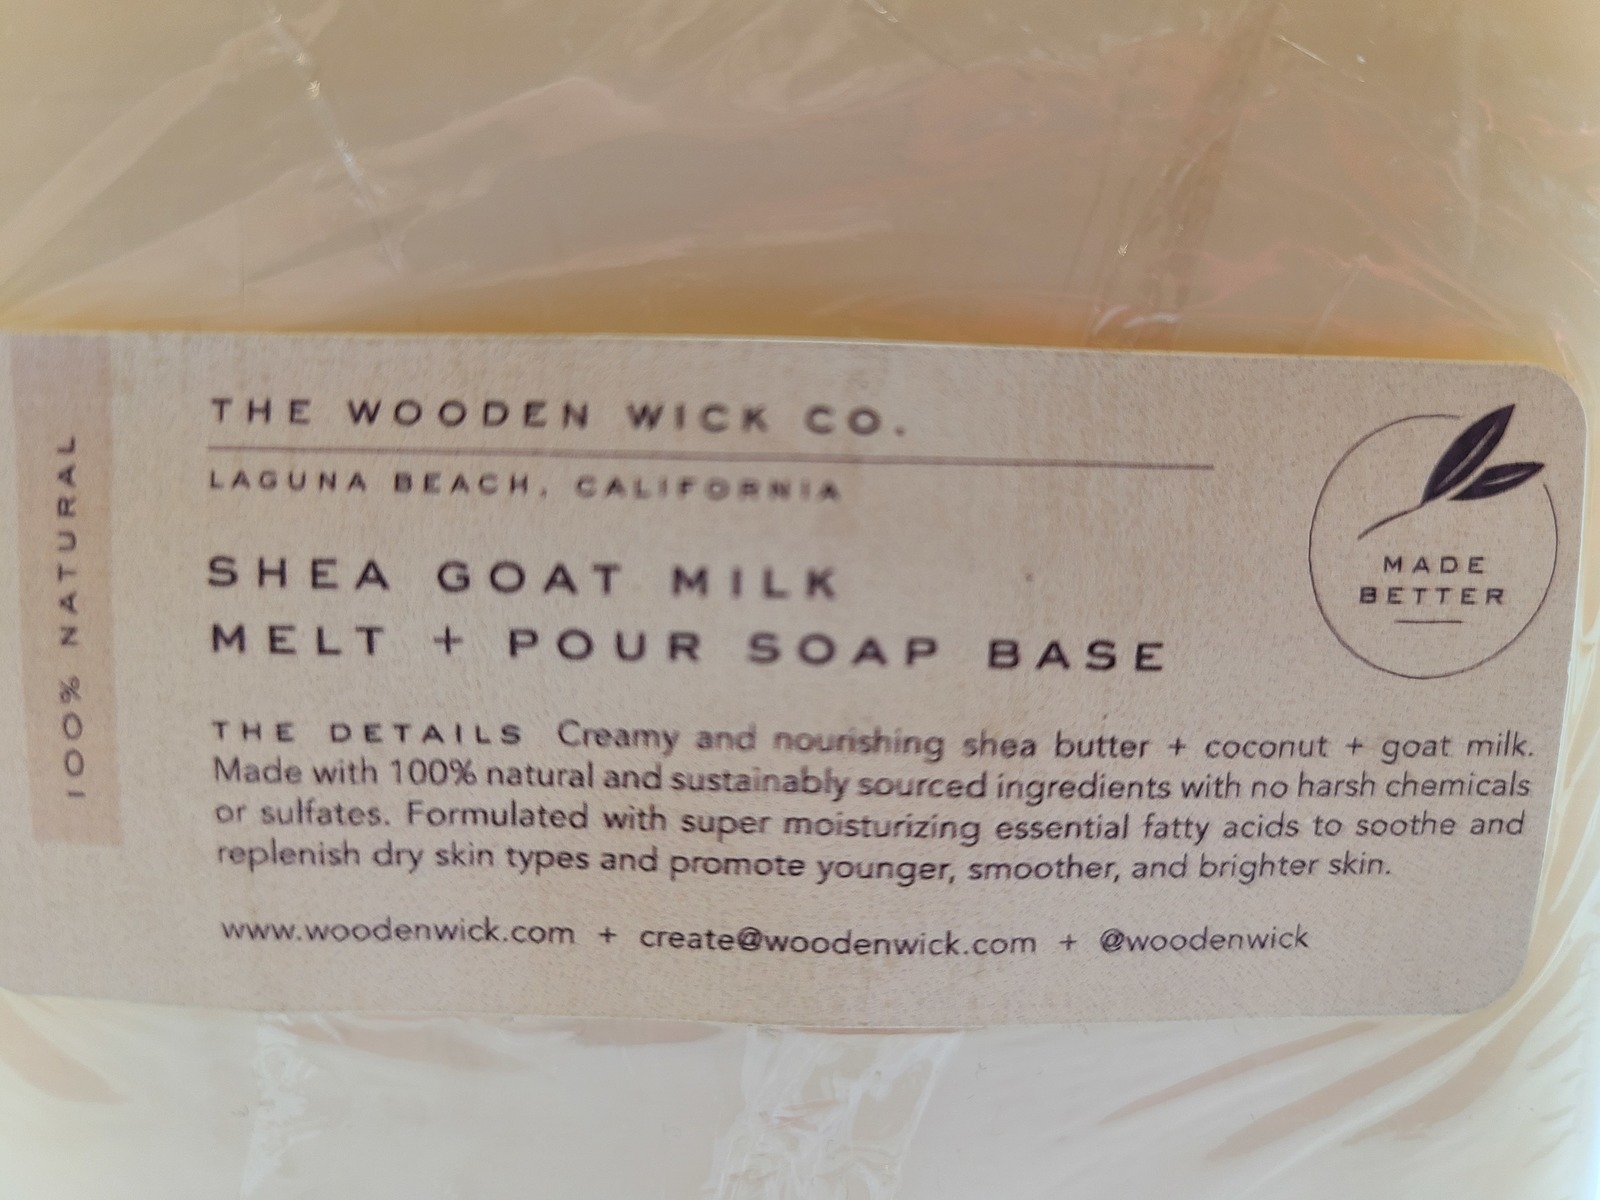 100% NATURAL
THE WOODEN WICK CO.
LAGUNA BEACH, CALIFORNIA
SHEA GOAT MILK
MELT + POUR SOAP BASE
MADE
BETTER
THE DETAILS Creamy and nourishing shea butter + coconut + goat milk.
Made with 100% natural and sustainably sourced ingredients with no harsh chemicals
or sulfates. Formulated with super moisturizing essential fatty acids to soothe and
replenish dry skin types and promote younger, smoother, and brighter skin.
www.woodenwick.com + create@woodenwick.com + @woodenwick